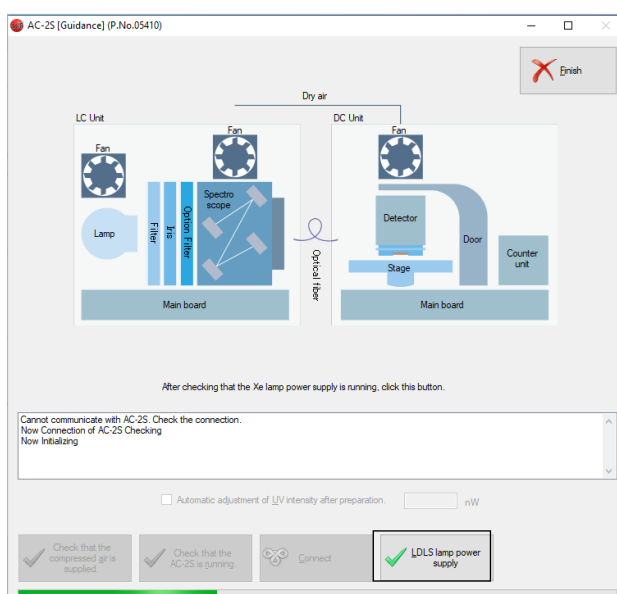 AC-2S [Guidance] (P.No.05410)
Finish
Dry air
LC Unit
DC Unit
Fan
Fan
Fan
Lamp
Filter
Iris
Option Filter
Spectro
scope
Optical fiber
Detector
Stage
Door
Counter
unit
Main board
Main board
After checking that the Xe lamp power supply is running, click this button.
Cannot communicate with AC-2S. Check the connection.
Now Connection of AC-2S Checking
Now Initializing
Automatic adjustment of UV intensity after preparation.
nW
Check that the
compressed air is
supplied.
Check that the
AC-2S is running.
Connect
LDLS lamp power
supply